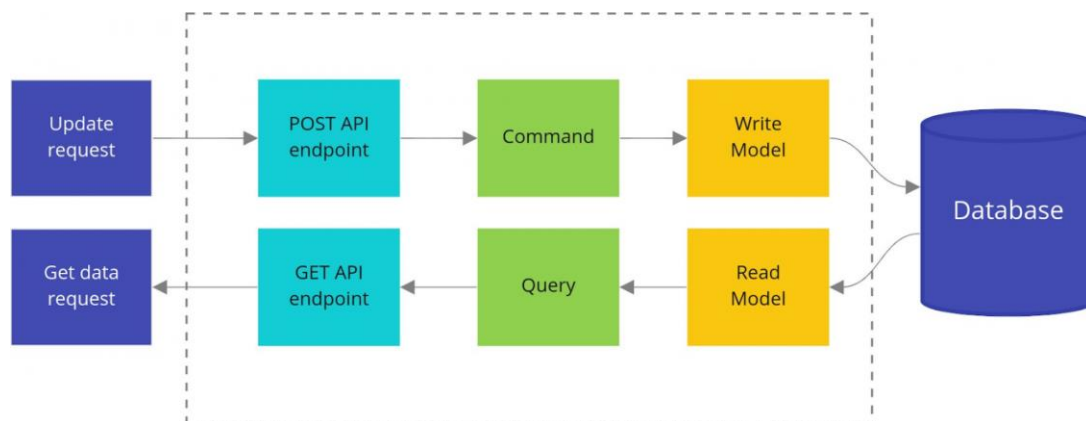 Update
request
POST API
endpoint
Command
Write
Model
Database
Get data
request
GET API
endpoint
Query
Read
Model